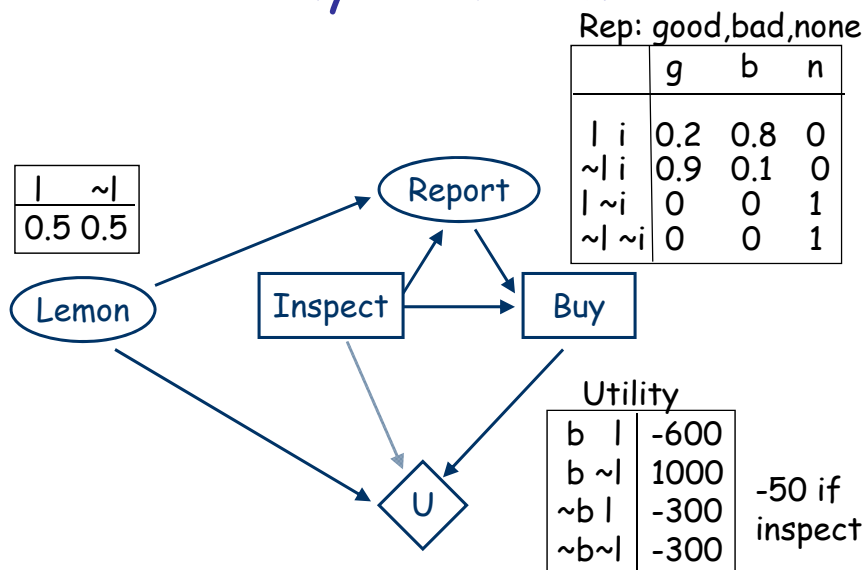 Rep: good,bad,none
g b n
l i 0.2 0.8 0
~l i 0.9 0.1 0
l ~i 0 0 1
~l ~i 0 0 1
l ~l
0.5 0.5
Report
Lemon
Inspect
Buy
Utility
b l -600
b ~l 1000
~b l -300
~b~l -300
-50 if
inspect
U